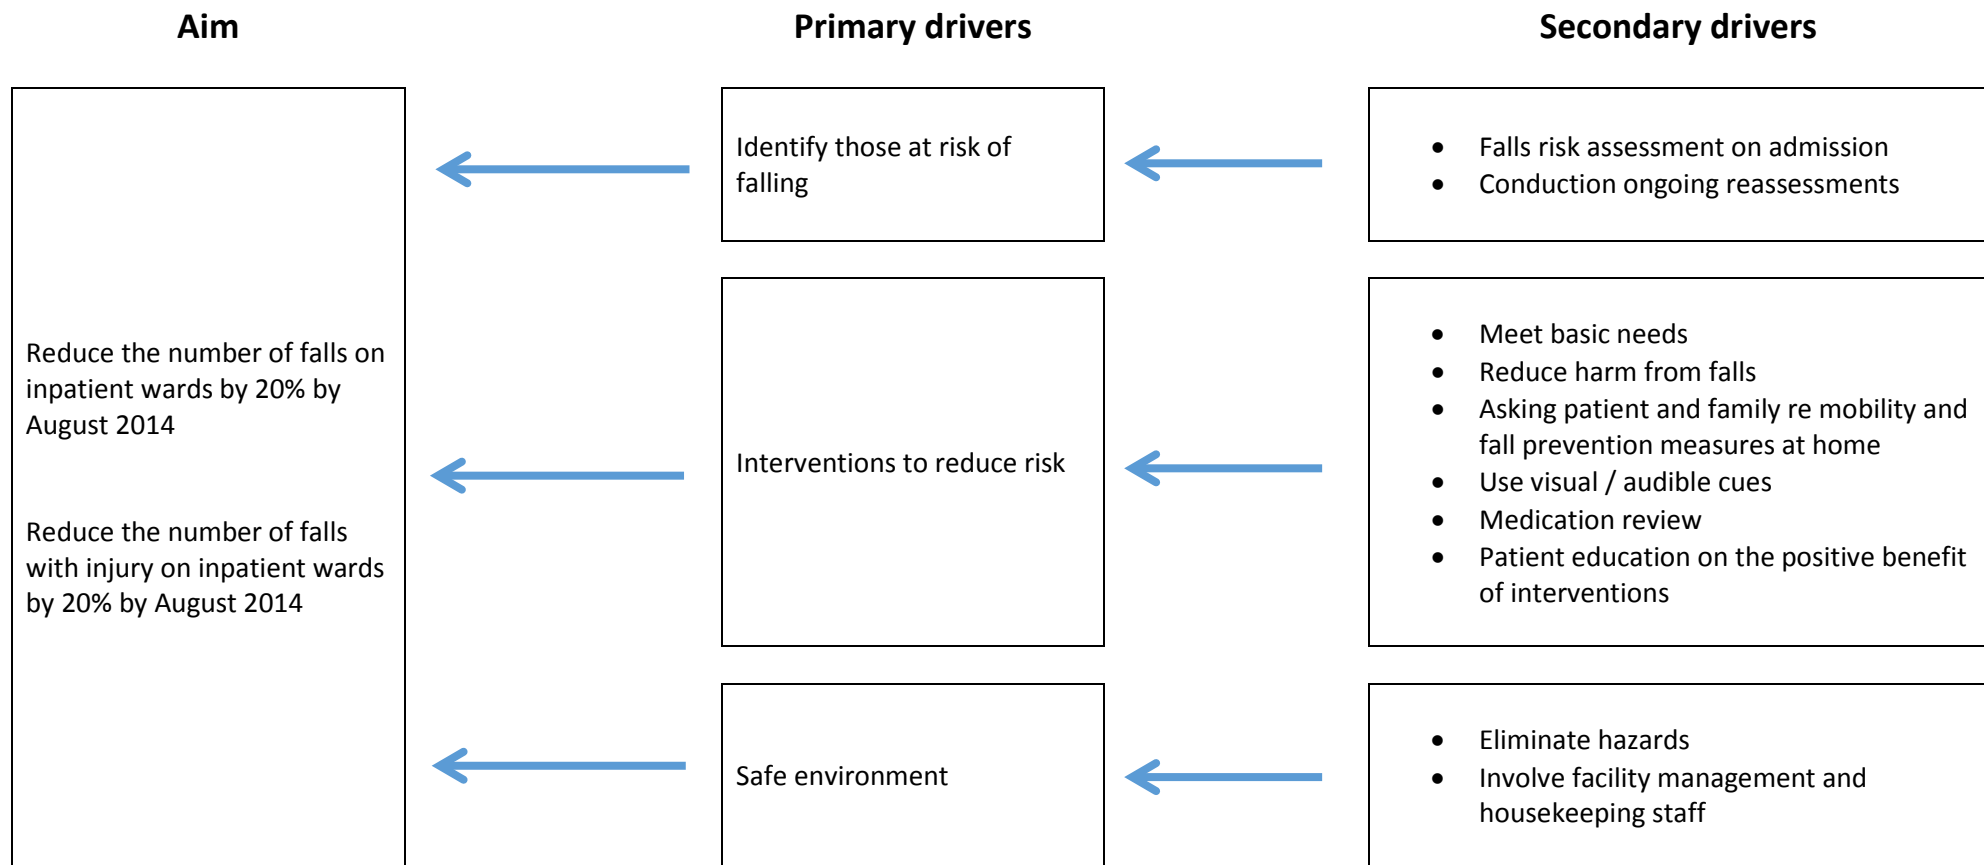 Aim
Primary drivers
Secondary drivers
Reduce the number of falls on
inpatient wards by 20% by
August 2014
Reduce the number of falls
with injury on inpatient wards
by 20% by August 2014
Identify those at risk of
falling
Interventions to reduce risk
Safe environment
• Falls risk assessment on admission
• Conduction ongoing reassessments
• Meet basic needs
• Reduce harm from falls
• Asking patient and family re mobility and
fall prevention measures at home
• Use visual / audible cues
• Medication review
• Patient education on the positive benefit
of interventions
• Eliminate hazards
• Involve facility management and
housekeeping staff